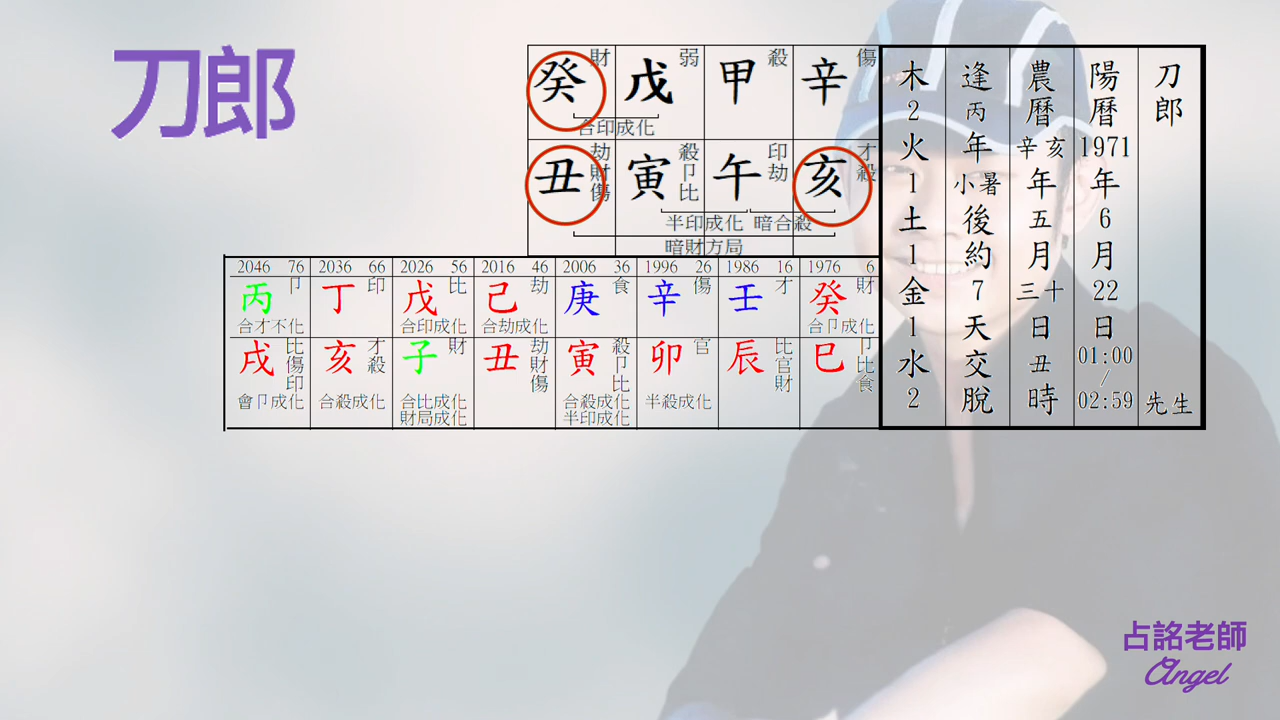 刀郎
財 弱 殺 傷
癸 戊 甲 辛
合印成化
劫財傷 殺卩比 印劫 才殺
丑 寅 午 亥
半印成化 暗合殺
暗財方局
2046 76 2036 66 2026 56 2016 46 2006 36 1996 26 1986 16 1976 6
丙 卩 丁 印 戊 比 己 劫 庚 食 辛 傷 壬 才 癸 財
合才不化 合印成化 合劫成化 合卩成化
戌 比傷印 亥 才殺 子 財 丑 劫財傷 寅 殺卩比 卯 官 辰 比官財 巳 卩比食
會卩成化 合殺成化 合比成化 合殺成化 半殺成化
財局成化 半印成化
刀郎 先生
陽曆1971年6月22日01:00/02:59
農曆辛亥年五月三十日丑時
逢丙年小暑後約7天交脫
木2火1土1金1水2
占詺老師
Angel